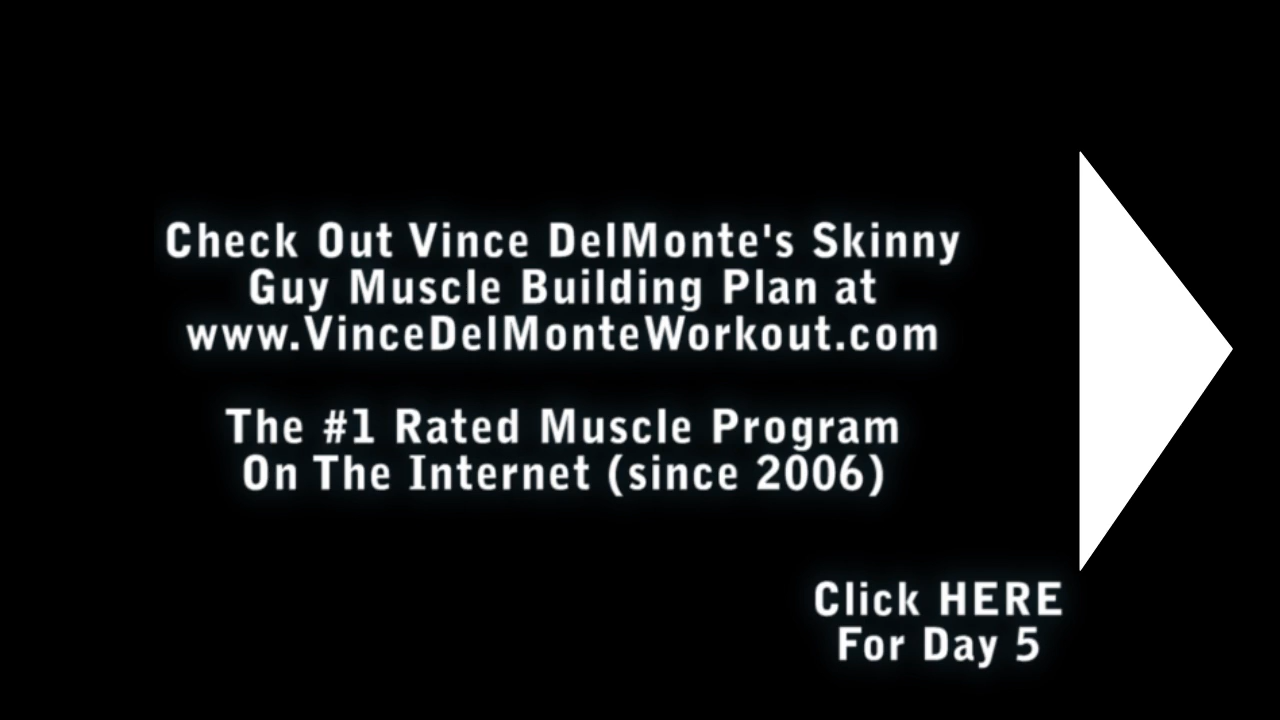 Check Out Vince DelMonte's Skinny
Guy Muscle Building Plan at
www.VinceDelMonteWorkout.com
The #1 Rated Muscle Program
On The Internet (since 2006)
Click HERE
For Day 5